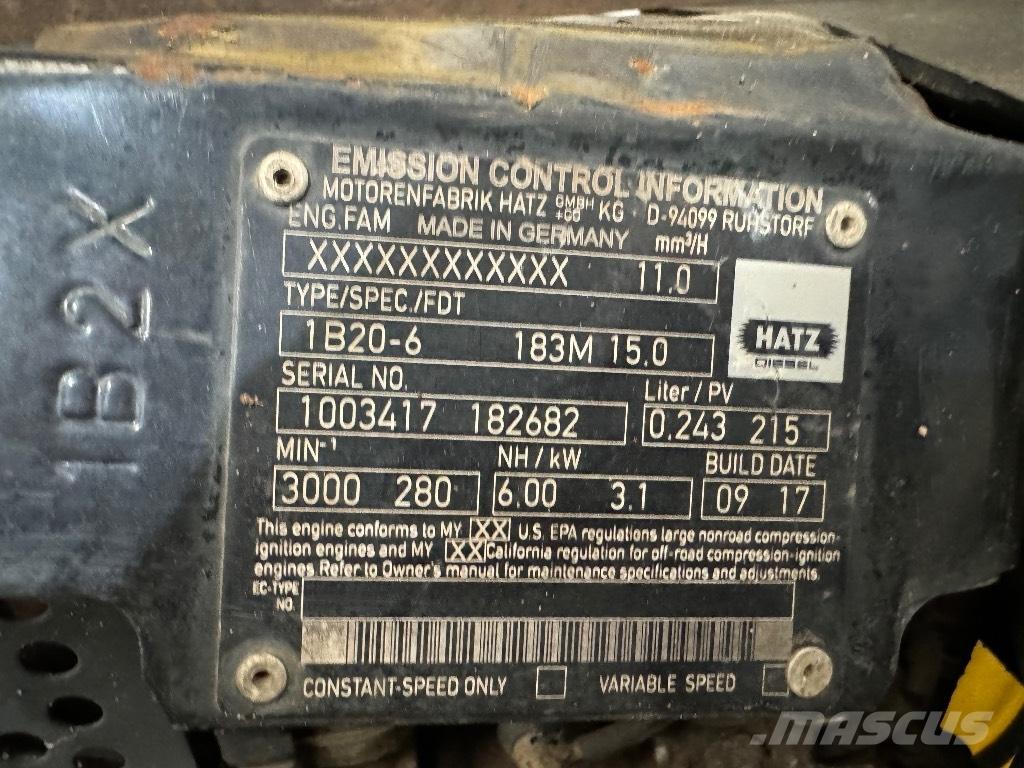 1B2X
EMISSION CONTROL INFORMATION
MOTORENFABRIK HATZ GMBH +CO KG · D-94099 RUHSTORF
ENG.FAM MADE IN GERMANY mm³/H
XXXXXXXXXXXX 11.0
TYPE/SPEC./FDT
1B20-6 183M 15.0
HATZ
DIESEL
SERIAL NO. Liter / PV
1003417 182682 0.243 215
MIN⁻¹ NH / kW BUILD DATE
3000 280 6.00 3.1 09 17
This engine conforms to MY XX U.S. EPA regulations large nonroad compression-
ignition engines and MY XX California regulation for off-road compression-ignition
engines. Refer to Owner's manual for maintenance specifications and adjustments.
EC-TYPE
NO.
CONSTANT-SPEED ONLY VARIABLE SPEED
MASCUS